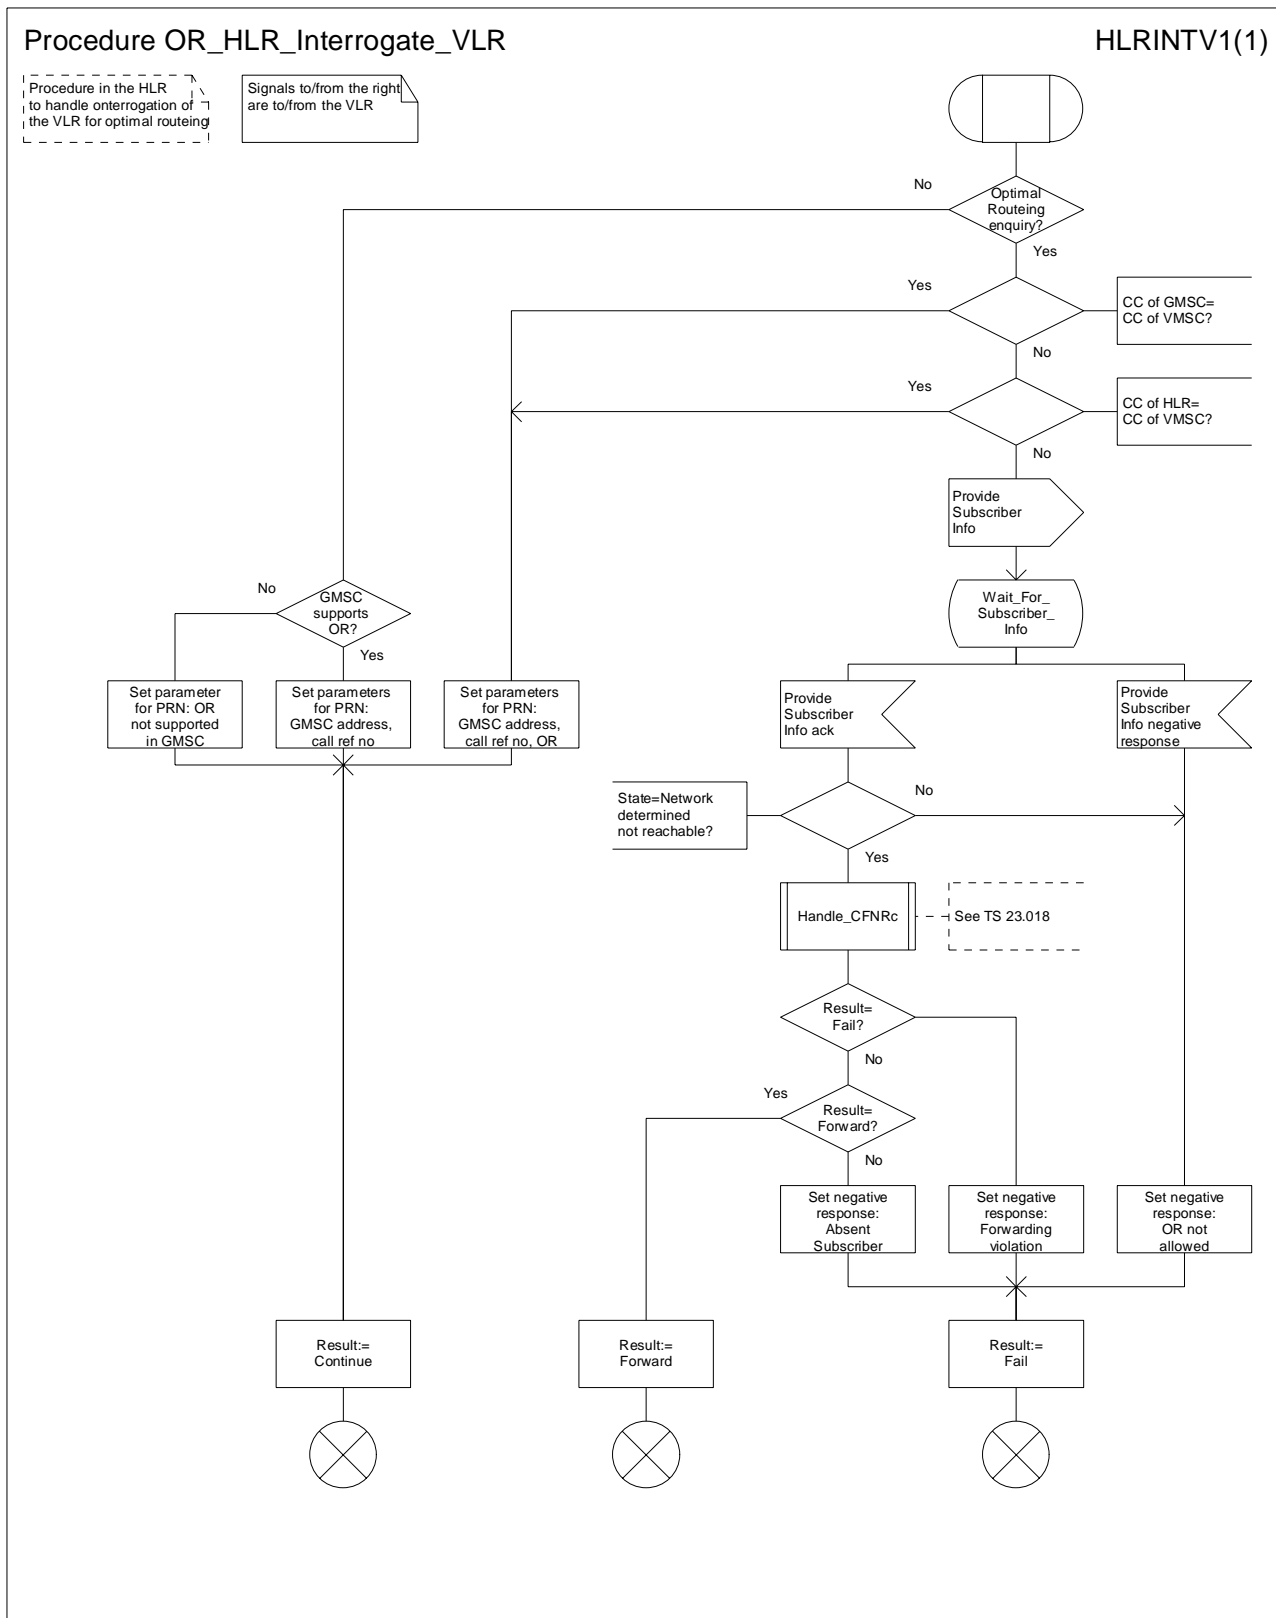 Procedure OR_HLR_Interrogate_VLR
HLRINTV1(1)
Procedure in the HLR
to handle onterrogation of
the VLR for optimal routeing
Signals to/from the right
are to/from the VLR
No
Optimal
Routeing
enquiry?
Yes
Yes
CC of GMSC=
CC of VMSC?
No
Yes
CC of HLR=
CC of VMSC?
No
Provide
Subscriber
Info
No
GMSC
supports
OR?
Yes
Wait_For_
Subscriber_
Info
Set parameter
for PRN: OR
not supported
in GMSC
Set parameters
for PRN:
GMSC address,
call ref no
Set parameters
for PRN:
GMSC address,
call ref no, OR
Provide
Subscriber
Info ack
Provide
Subscriber
Info negative
response
State=Network
determined
not reachable?
No
Yes
Handle_CFNRc
See TS 23.018
Result=
Fail?
No
Yes
Result=
Forward?
No
Set negative
response:
Absent
Subscriber
Set negative
response:
Forwarding
violation
Set negative
response:
OR not
allowed
Result:=
Continue
Result:=
Forward
Result:=
Fail